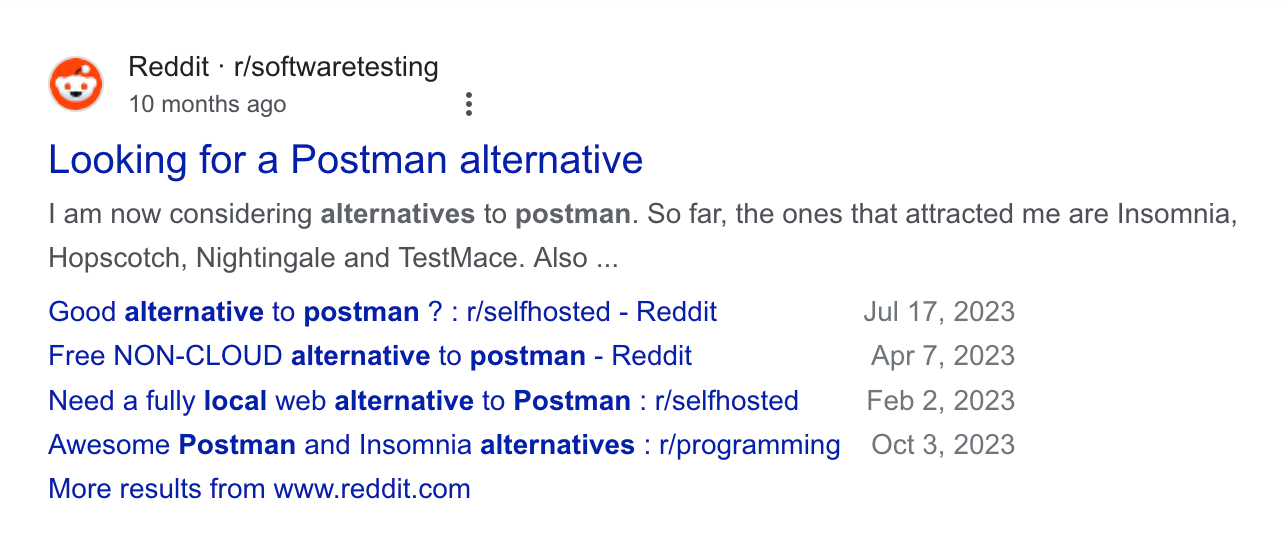 Reddit · r/softwaretesting
10 months ago
Looking for a Postman alternative
I am now considering alternatives to postman. So far, the ones that attracted me are Insomnia,
Hopscotch, Nightingale and TestMace. Also ...
Good alternative to postman ? : r/selfhosted - Reddit Jul 17, 2023
Free NON-CLOUD alternative to postman - Reddit Apr 7, 2023
Need a fully local web alternative to Postman : r/selfhosted Feb 2, 2023
Awesome Postman and Insomnia alternatives : r/programming Oct 3, 2023
More results from www.reddit.com